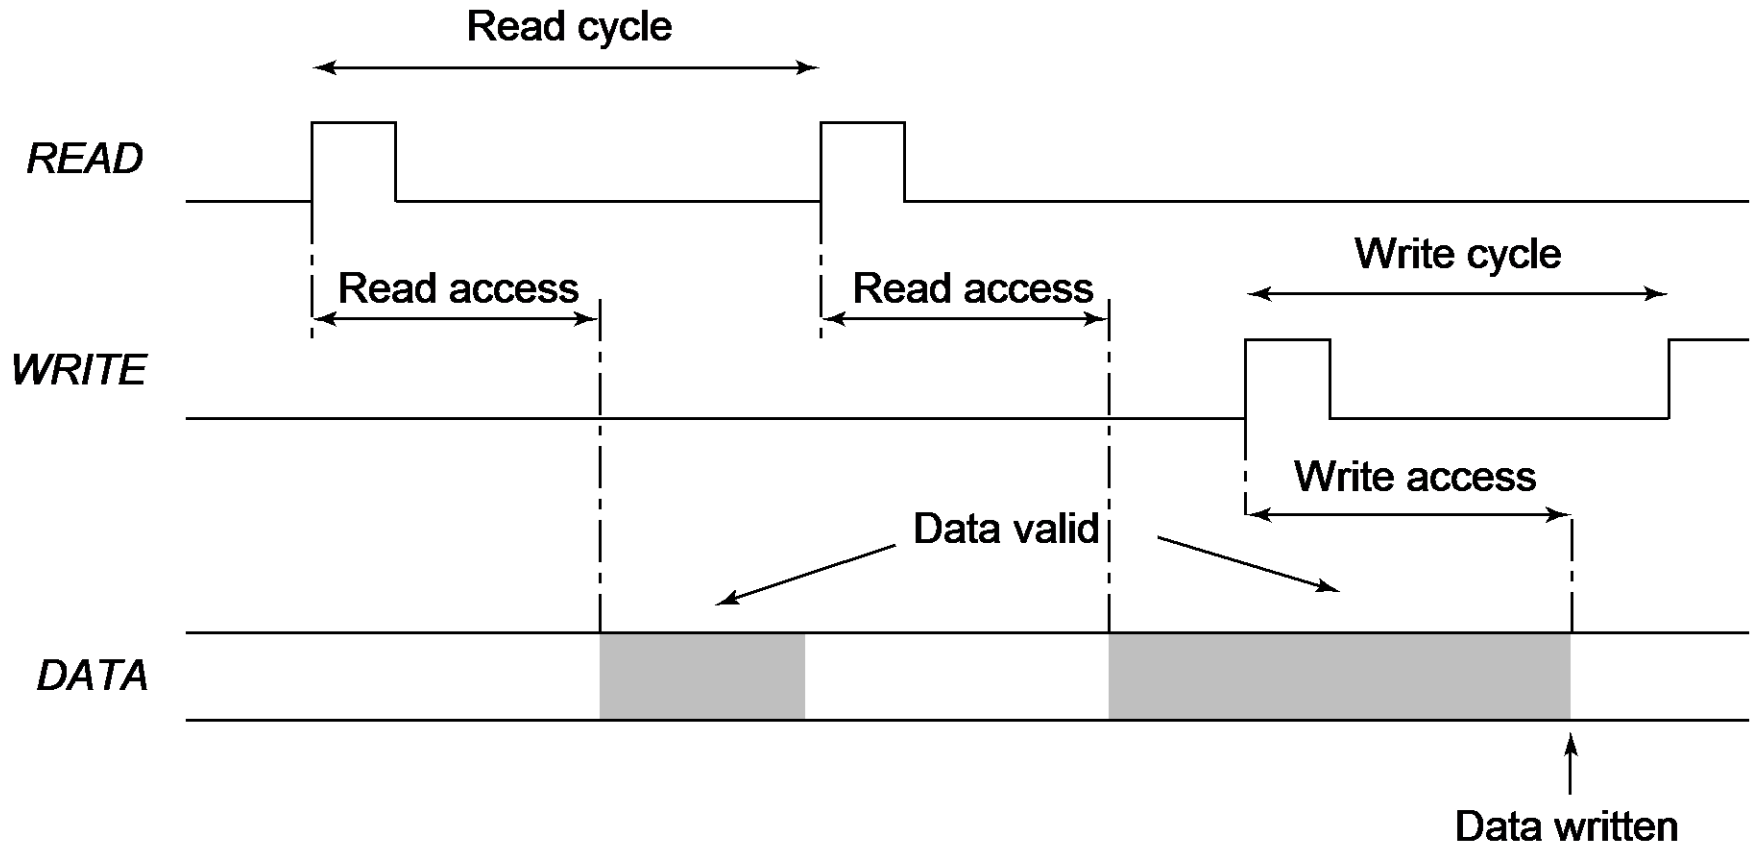 Read cycle
READ
Write cycle
Read access
Read access
WRITE
Write access
Data valid
DATA
Data written